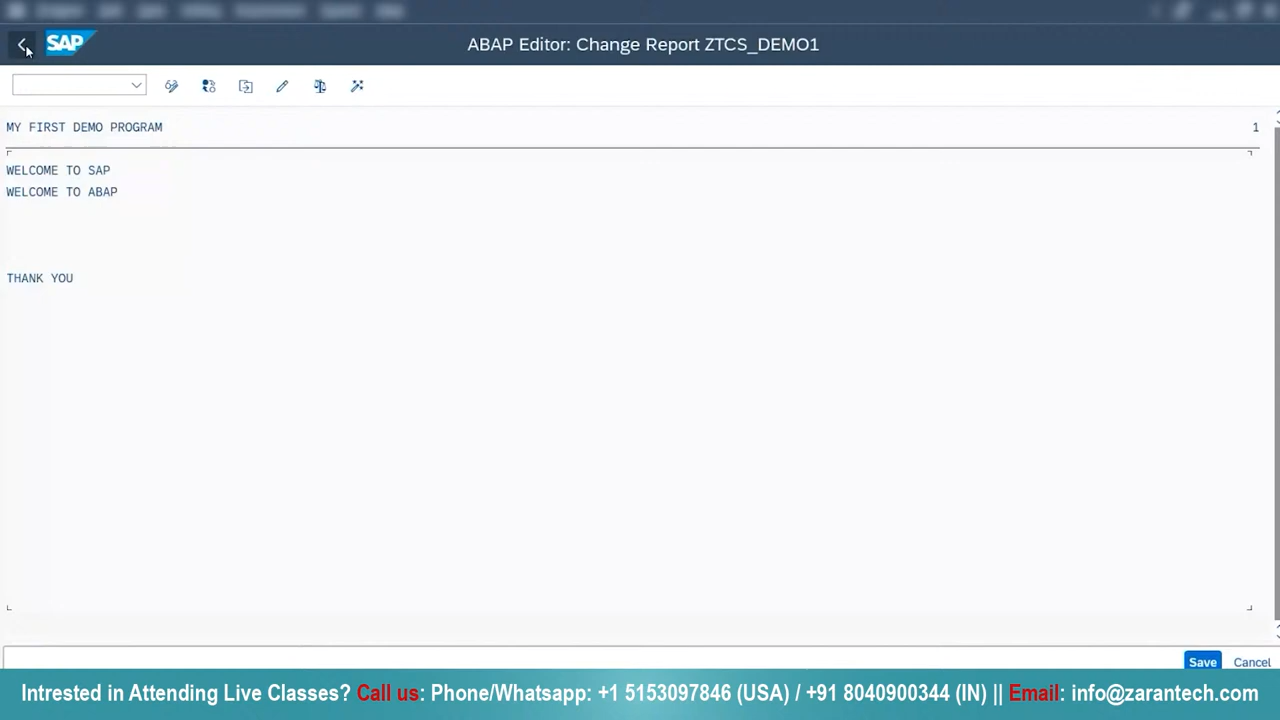 SAP
ABAP Editor: Change Report ZTCS_DEMO1
MY FIRST DEMO PROGRAM 1
WELCOME TO SAP
WELCOME TO ABAP
THANK YOU
Save Cancel
Intrested in Attending Live Classes? Call us: Phone/Whatsapp: +1 5153097846 (USA) / +91 8040900344 (IN) || Email: info@zarantech.com